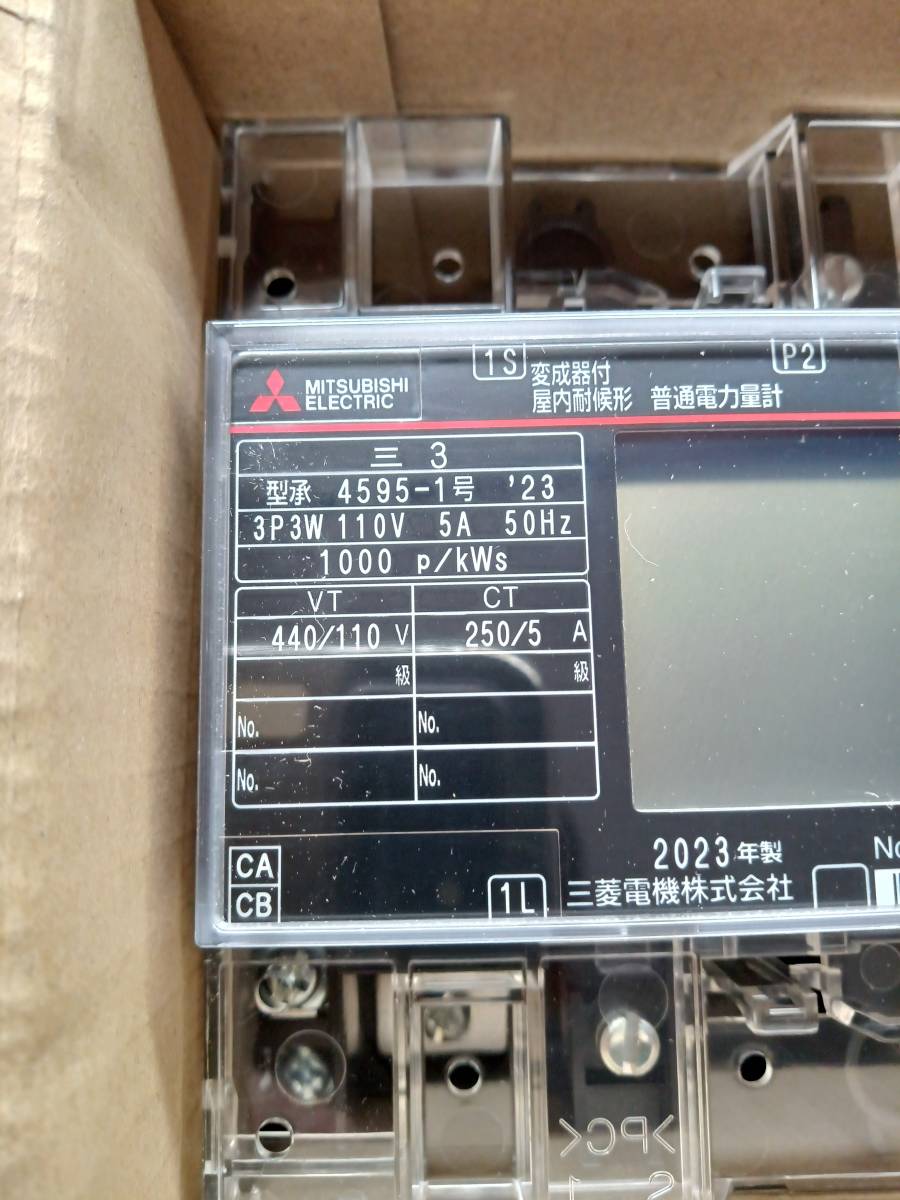 1S
P2
MITSUBISHI
ELECTRIC
変成器付
屋内耐候形 普通電力量計
三 3
型承 4595-1号 '23
3P3W 110V 5A 50Hz
1000 p/kWs
VT CT
440/110 V 250/5 A
級 級
No. No.
No. No.
CA
CB
1L
2023年製
三菱電機株式会社
>PC<